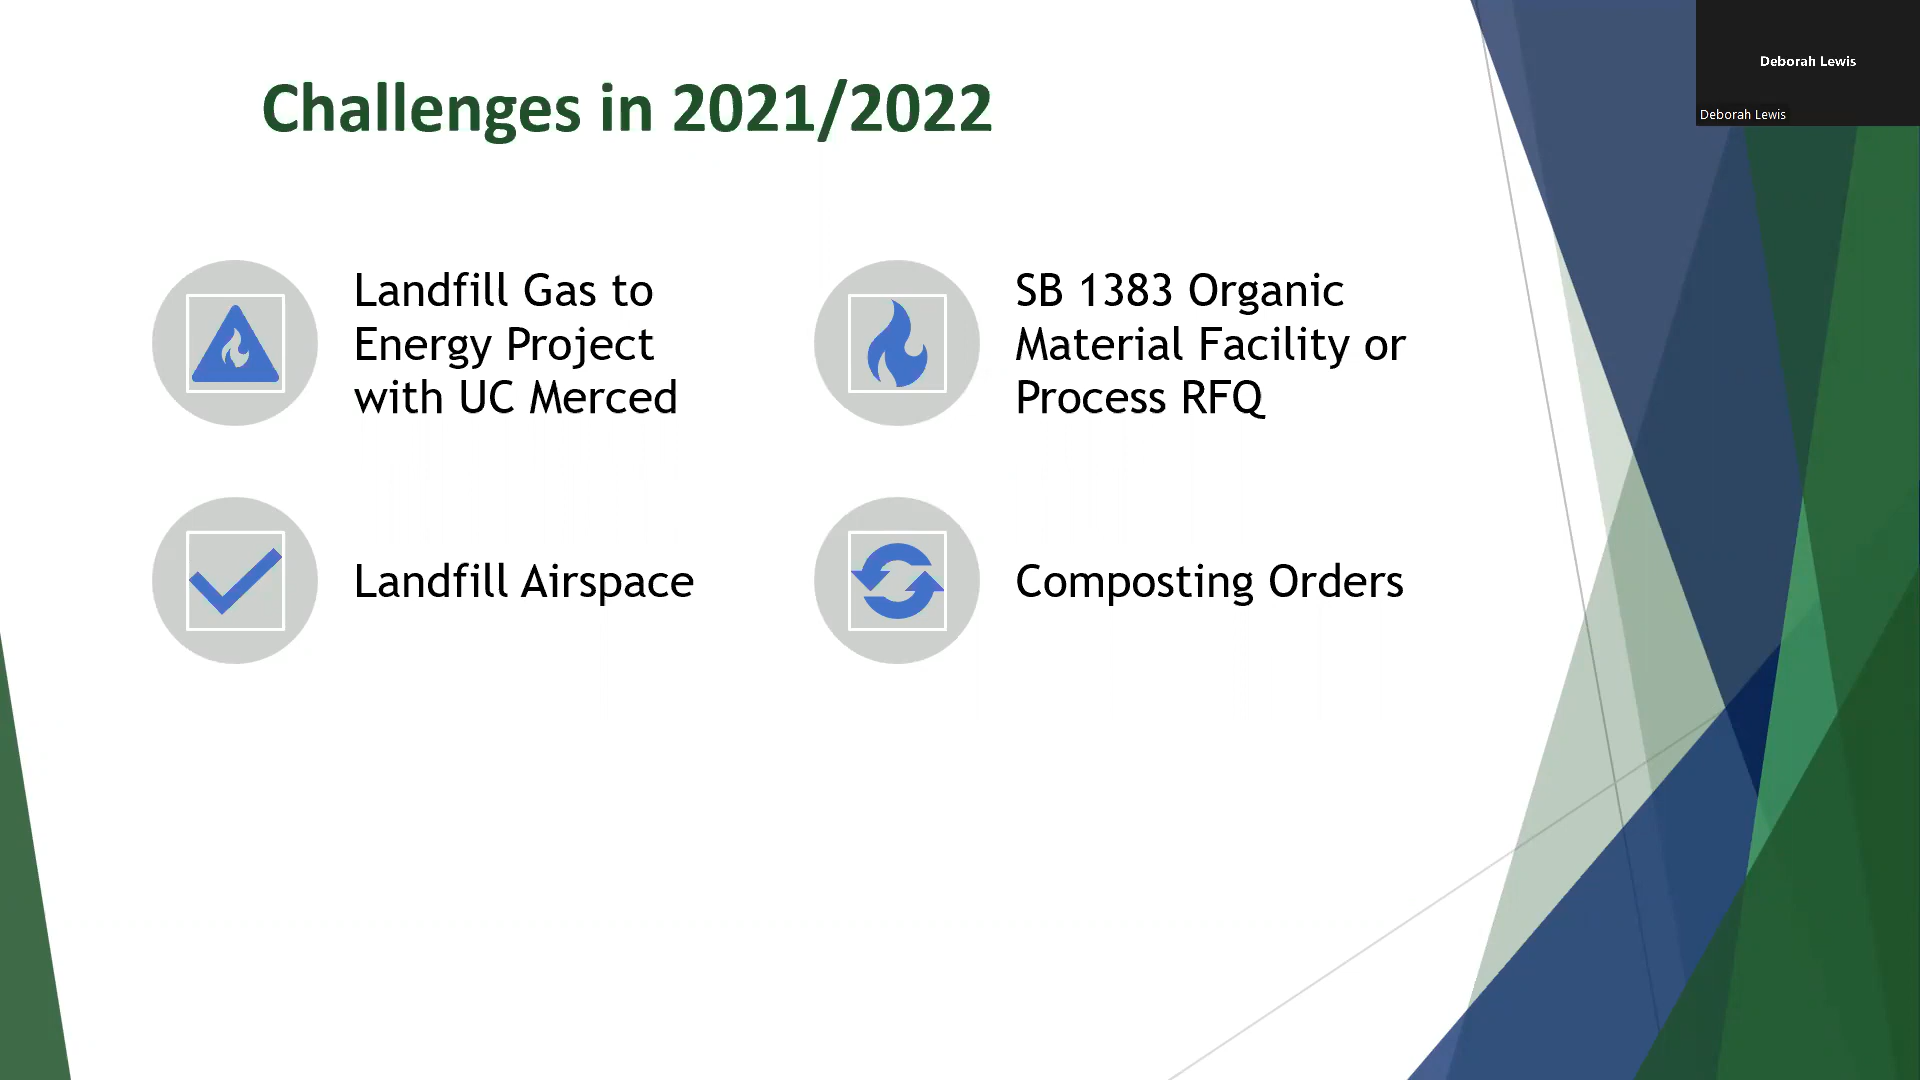 Challenges in 2021/2022
Deborah Lewis
Deborah Lewis
Landfill Gas to
Energy Project
with UC Merced
SB 1383 Organic
Material Facility or
Process RFQ
Landfill Airspace
Composting Orders